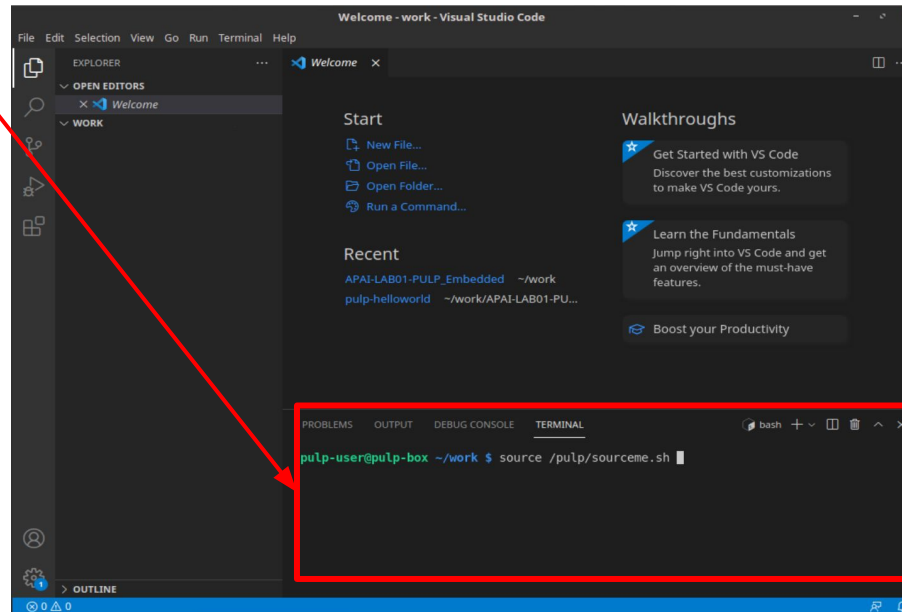 Welcome - work - Visual Studio Code
File Edit Selection View Go Run Terminal Help
EXPLORER
OPEN EDITORS
Welcome
WORK
OUTLINE
Welcome
Start
New File...
Open File...
Open Folder...
Run a Command...
Recent
APAI-LAB01-PULP_Embedded ~/work
pulp-helloworld ~/work/APAI-LAB01-PU...
Walkthroughs
Get Started with VS Code
Discover the best customizations
to make VS Code yours.
Learn the Fundamentals
Jump right into VS Code and get
an overview of the must-have
features.
Boost your Productivity
PROBLEMS OUTPUT DEBUG CONSOLE TERMINAL
bash
pulp-user@pulp-box ~/work $ source /pulp/sourceme.sh
1
0 0